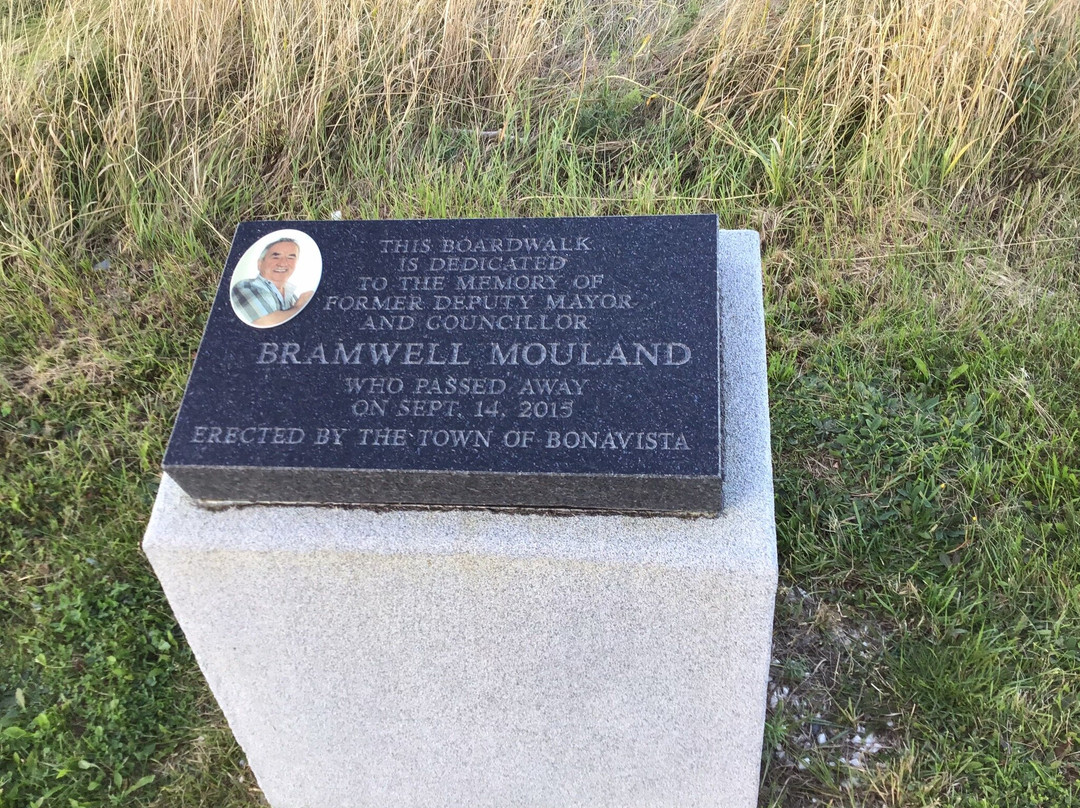 THIS BOARDWALK
IS DEDICATED
TO THE MEMORY OF
FORMER DEPUTY MAYOR
AND COUNCILLOR
BRAMWELL MOULAND
WHO PASSED AWAY
ON SEPT. 14, 2015
ERECTED BY THE TOWN OF BONAVISTA